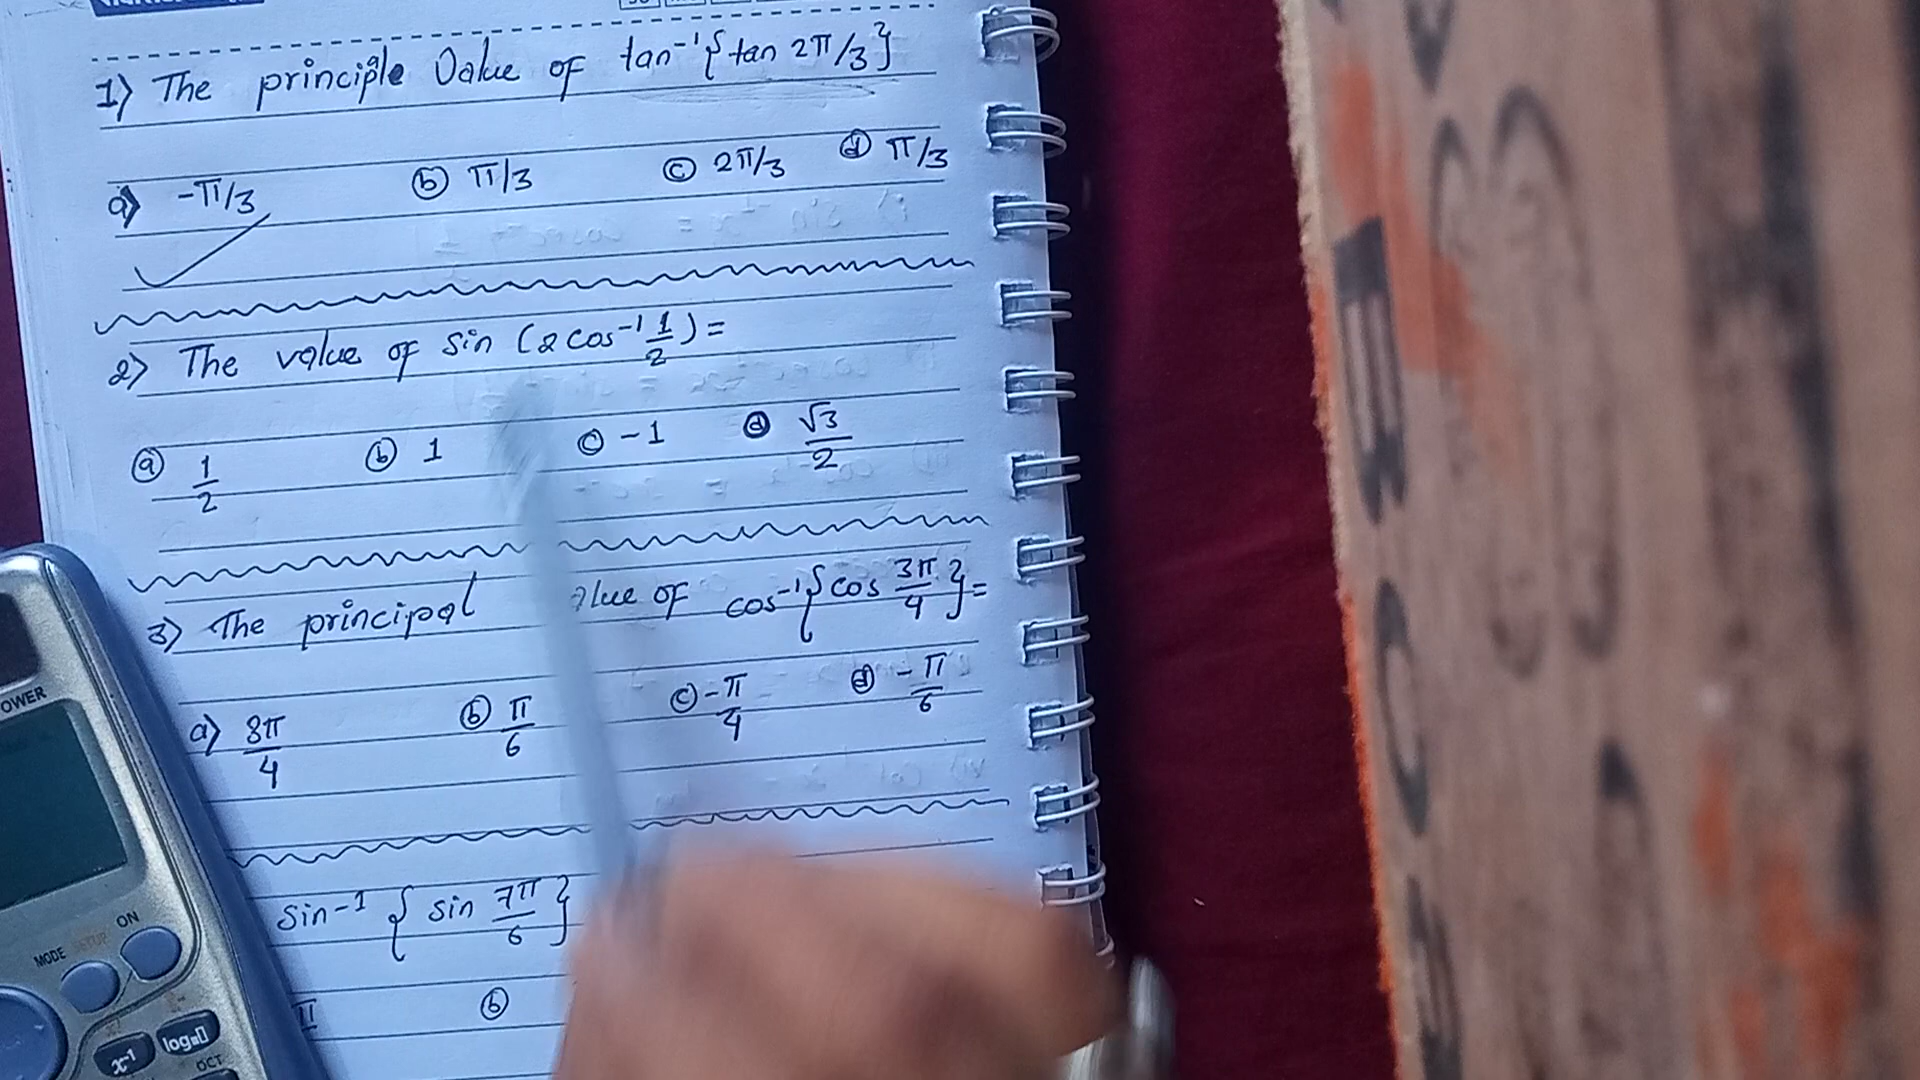 1) The principle Value of tan⁻¹{tan 2π/3}
a) -π/3 (b) π/3 (c) 2π/3 (d) π/3
2) The value of sin (2cos⁻¹ 1/2) =
(a) 1/2 (b) 1 (c) -1 (d) √3/2
3) The principal alue of cos⁻¹{cos 3π/4}=
a) 8π/4 (b) π/6 (c) -π/4 (d) -π/6
sin-1 {sin 7π/6}
π (b)
OWER
ON
MODE SETUP
x⁻¹ log
OCT